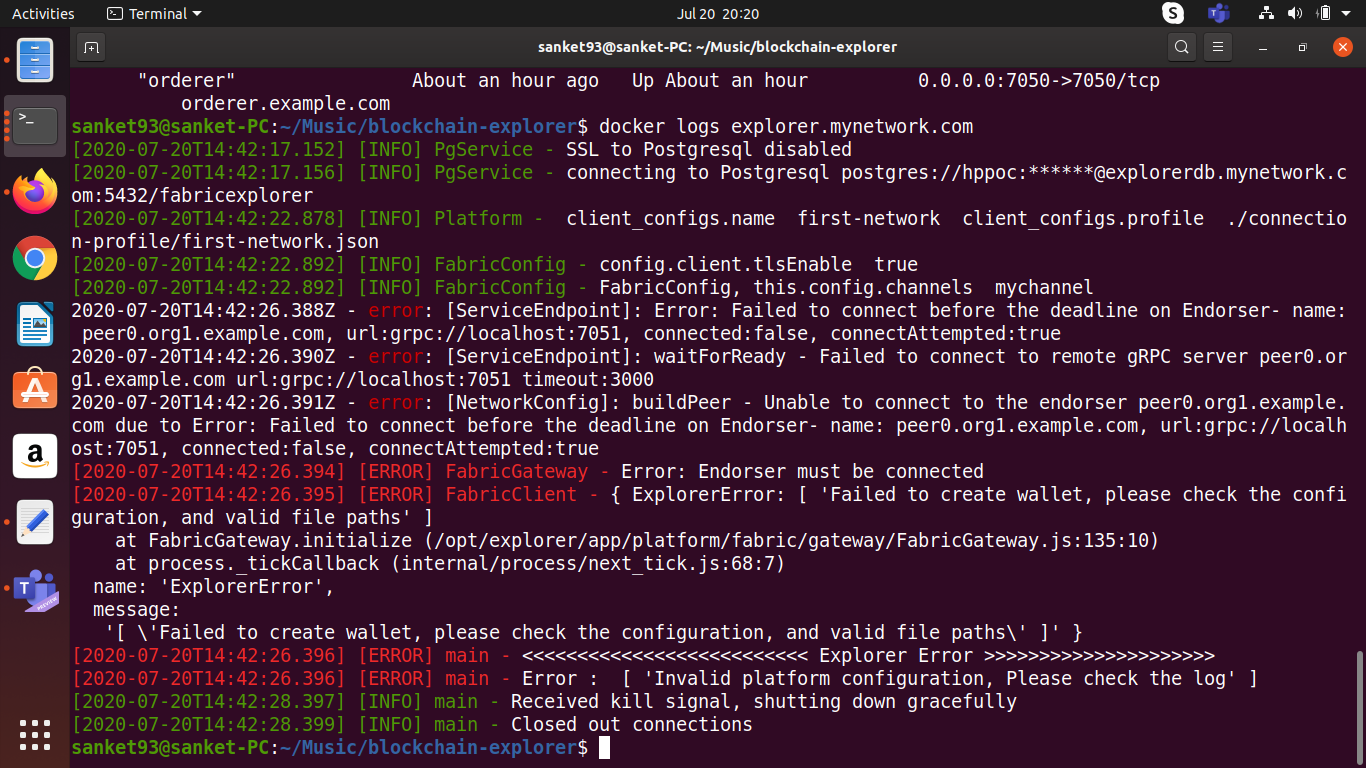 Activities Terminal Jul 20 20:20 S T
sanket93@sanket-PC: ~/Music/blockchain-explorer
"orderer" About an hour ago Up About an hour 0.0.0.0:7050->7050/tcp
orderer.example.com
sanket93@sanket-PC:~/Music/blockchain-explorer$ docker logs explorer.mynetwork.com
[2020-07-20T14:42:17.152] [INFO] PgService - SSL to Postgresql disabled
[2020-07-20T14:42:17.156] [INFO] PgService - connecting to Postgresql postgres://hppoc:******@explorerdb.mynetwork.c
om:5432/fabricexplorer
[2020-07-20T14:42:22.878] [INFO] Platform -  client_configs.name  first-network  client_configs.profile  ./connectio
n-profile/first-network.json
[2020-07-20T14:42:22.892] [INFO] FabricConfig - config.client.tlsEnable  true
[2020-07-20T14:42:22.892] [INFO] FabricConfig - FabricConfig, this.config.channels  mychannel
2020-07-20T14:42:26.388Z - error: [ServiceEndpoint]: Error: Failed to connect before the deadline on Endorser- name:
 peer0.org1.example.com, url:grpc://localhost:7051, connected:false, connectAttempted:true
2020-07-20T14:42:26.390Z - error: [ServiceEndpoint]: waitForReady - Failed to connect to remote gRPC server peer0.or
g1.example.com url:grpc://localhost:7051 timeout:3000
2020-07-20T14:42:26.391Z - error: [NetworkConfig]: buildPeer - Unable to connect to the endorser peer0.org1.example.
com due to Error: Failed to connect before the deadline on Endorser- name: peer0.org1.example.com, url:grpc://localh
ost:7051, connected:false, connectAttempted:true
[2020-07-20T14:42:26.394] [ERROR] FabricGateway - Error: Endorser must be connected
[2020-07-20T14:42:26.395] [ERROR] FabricClient - { ExplorerError: [ 'Failed to create wallet, please check the confi
guration, and valid file paths' ]
    at FabricGateway.initialize (/opt/explorer/app/platform/fabric/gateway/FabricGateway.js:135:10)
    at process._tickCallback (internal/process/next_tick.js:68:7)
  name: 'ExplorerError',
  message:
   '[ \'Failed to create wallet, please check the configuration, and valid file paths\' ]' }
[2020-07-20T14:42:26.396] [ERROR] main - <<<<<<<<<<<<<<<<<<<<<<<<<< Explorer Error >>>>>>>>>>>>>>>>>>>>>
[2020-07-20T14:42:26.396] [ERROR] main - Error :  [ 'Invalid platform configuration, Please check the log' ]
[2020-07-20T14:42:28.397] [INFO] main - Received kill signal, shutting down gracefully
[2020-07-20T14:42:28.399] [INFO] main - Closed out connections
sanket93@sanket-PC:~/Music/blockchain-explorer$
>_
A
a
T
PREVIEW